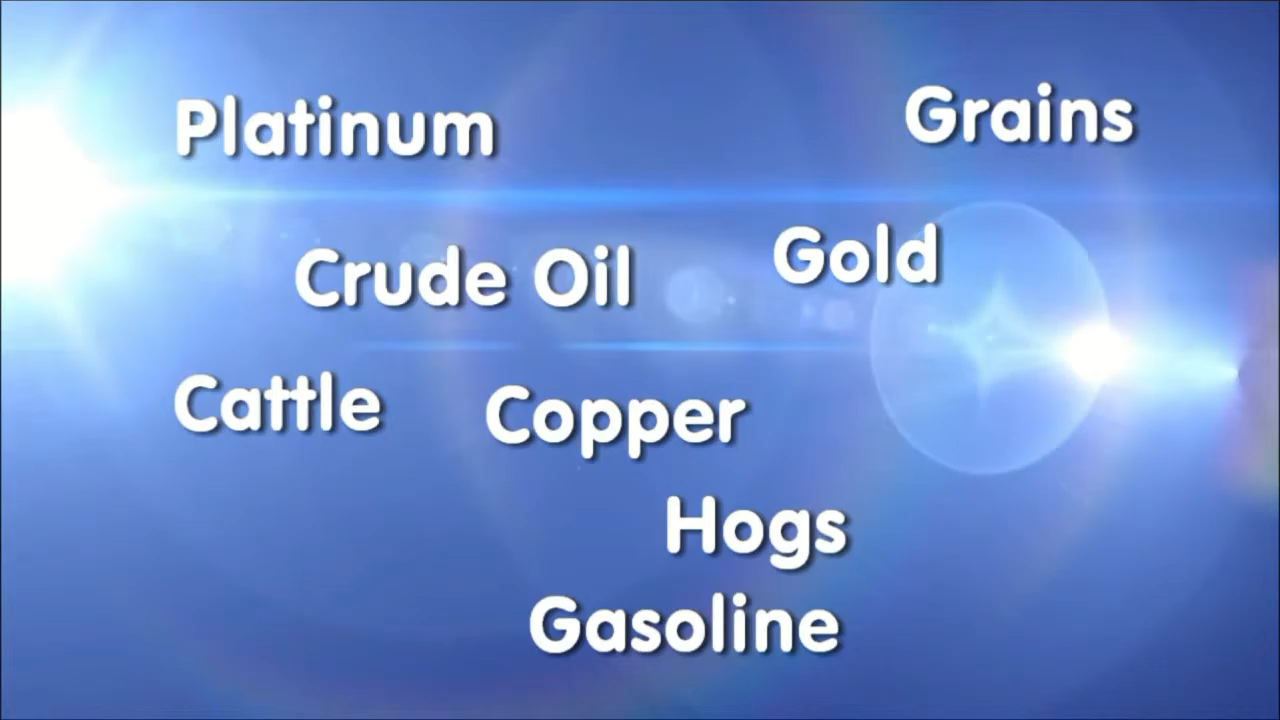 Platinum
Grains
Crude Oil
Gold
Cattle
Copper
Hogs
Gasoline